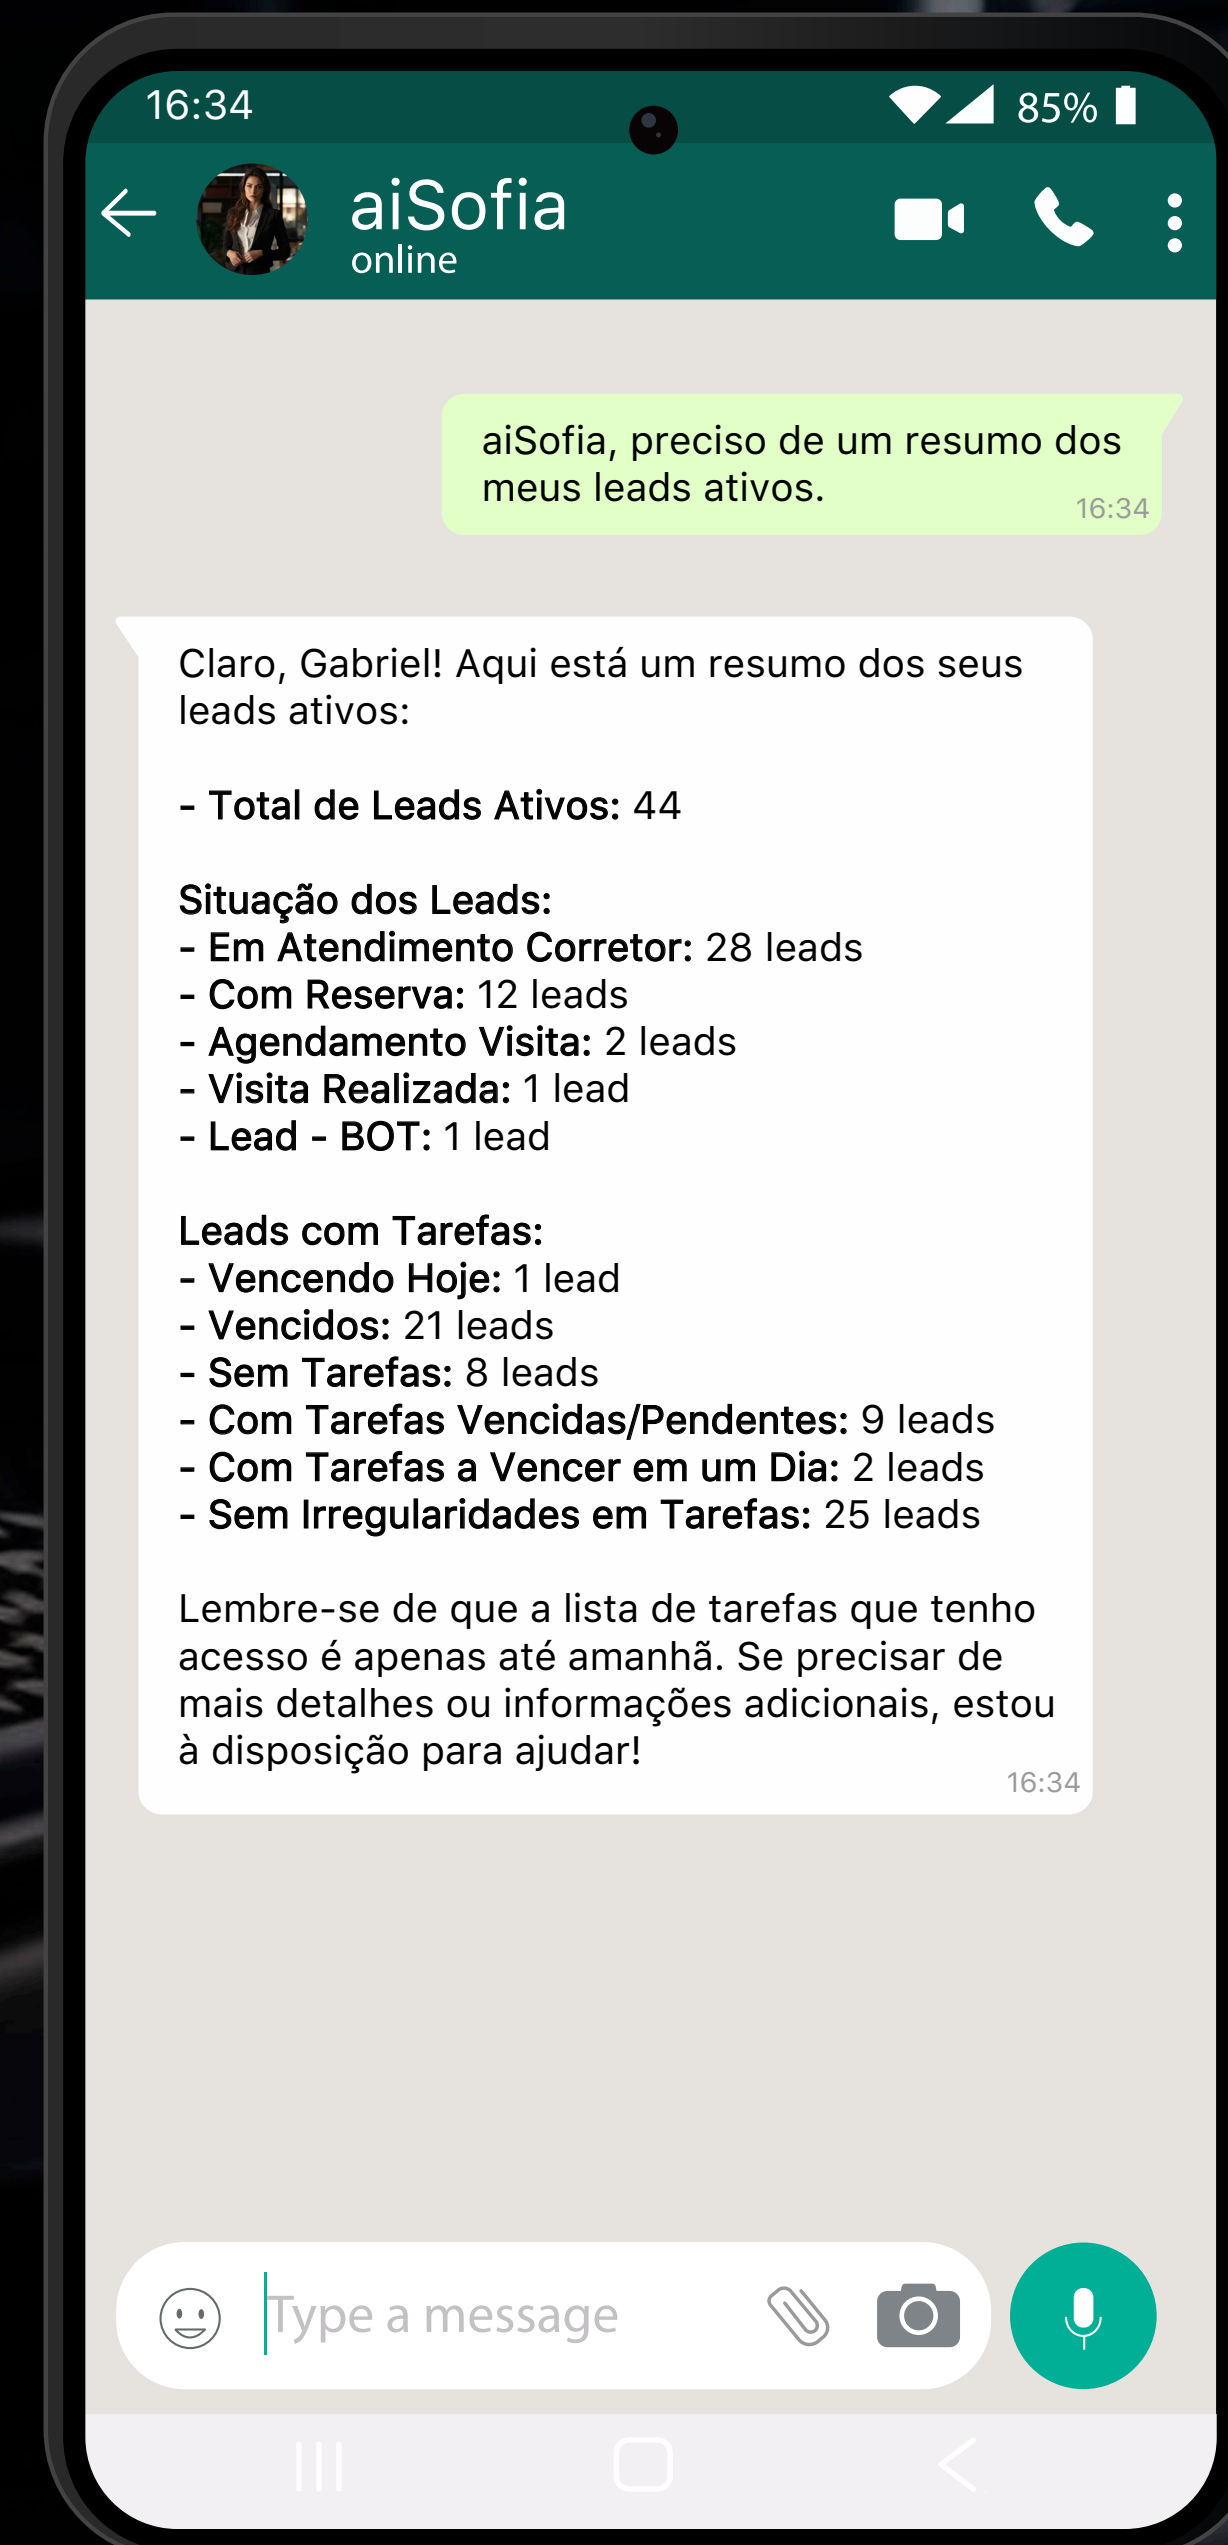 16:34
85%
aiSofia
online
aiSofia, preciso de um resumo dos
meus leads ativos.
16:34
Claro, Gabriel! Aqui está um resumo dos seus
leads ativos:
- Total de Leads Ativos: 44
Situação dos Leads:
- Em Atendimento Corretor: 28 leads
- Com Reserva: 12 leads
- Agendamento Visita: 2 leads
- Visita Realizada: 1 lead
- Lead - BOT: 1 lead
Leads com Tarefas:
- Vencendo Hoje: 1 lead
- Vencidos: 21 leads
- Sem Tarefas: 8 leads
- Com Tarefas Vencidas/Pendentes: 9 leads
- Com Tarefas a Vencer em um Dia: 2 leads
- Sem Irregularidades em Tarefas: 25 leads
Lembre-se de que a lista de tarefas que tenho
acesso é apenas até amanhã. Se precisar de
mais detalhes ou informações adicionais, estou
à disposição para ajudar!
16:34
Type a message